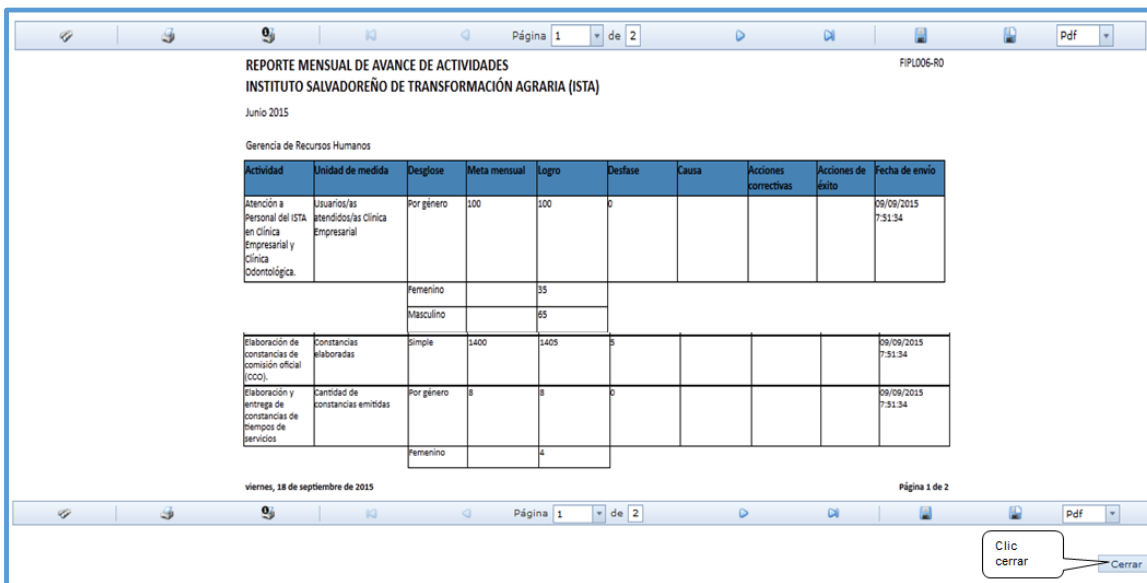 Página 1 de 2 Pdf
REPORTE MENSUAL DE AVANCE DE ACTIVIDADES FIPL006-R0
INSTITUTO SALVADOREÑO DE TRANSFORMACIÓN AGRARIA (ISTA)
Junio 2015
Gerencia de Recursos Humanos
Actividad Unidad de medida Desglose Meta mensual Logro Desfase Causa Acciones correctivas Acciones de éxito Fecha de envío
Atención a Personal del ISTA en Clínica Empresarial y Clínica Odontológica. Usuarios/as atendidos/as Clínica Empresarial Por género 100 100 0 09/09/2015 7:51:34
Femenino 35
Masculino 65
Elaboración de constancias de comisión oficial (CCO). Constancias elaboradas Simple 1400 1405 5 09/09/2015 7:51:34
Elaboración y entrega de constancias de tiempos de servicios Cantidad de constancias emitidas Por género 8 8 0 09/09/2015 7:51:34
Femenino 4
viernes, 18 de septiembre de 2015 Página 1 de 2
Página 1 de 2 Pdf
Clic
cerrar
Cerrar